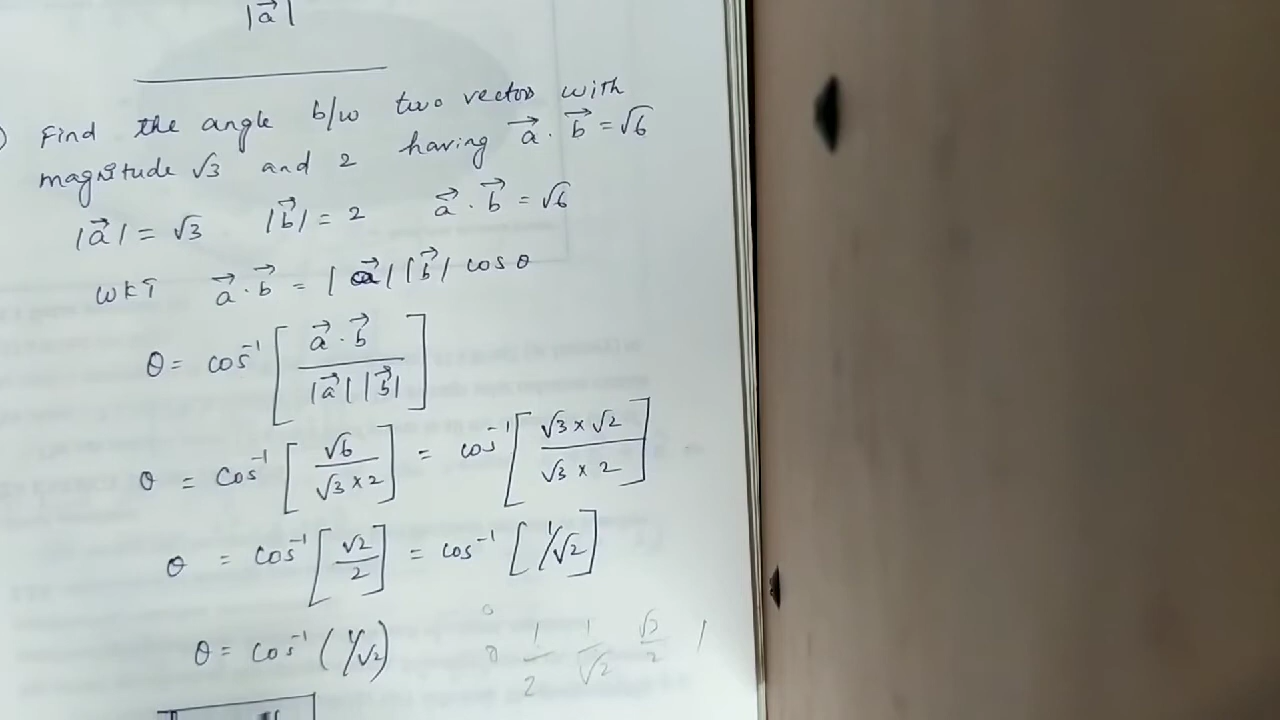 |a⃗|
) Find the angle b/w two vectors with
magnitude √3 and 2 having a⃗ . b⃗ = √6
|a⃗| = √3 |b⃗| = 2 a⃗ . b⃗ = √6
WKT a⃗ . b⃗ = |a⃗| |b⃗| cos θ
θ = cos⁻¹ [ a⃗ . b⃗ / |a⃗| |b⃗| ]
θ = cos⁻¹ [ √6 / √3 × 2 ] = cos⁻¹ [ √3 × √2 / √3 × 2 ]
θ = cos⁻¹ [ √2 / 2 ] = cos⁻¹ [ 1/√2 ]
θ = cos⁻¹ ( 1/√2 )
0 1/2 1/√2 √3/2 1